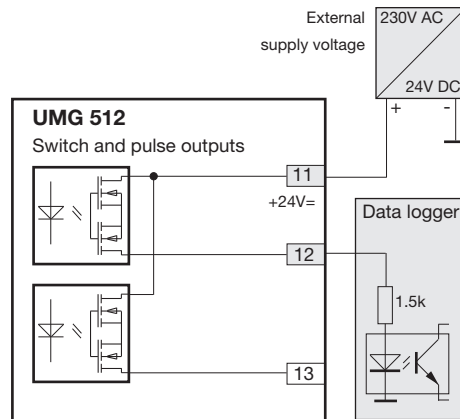 External
supply voltage
230V AC
24V DC
+ -
UMG 512
Switch and pulse outputs
11
+24V=
12
13
Data logger
1.5k